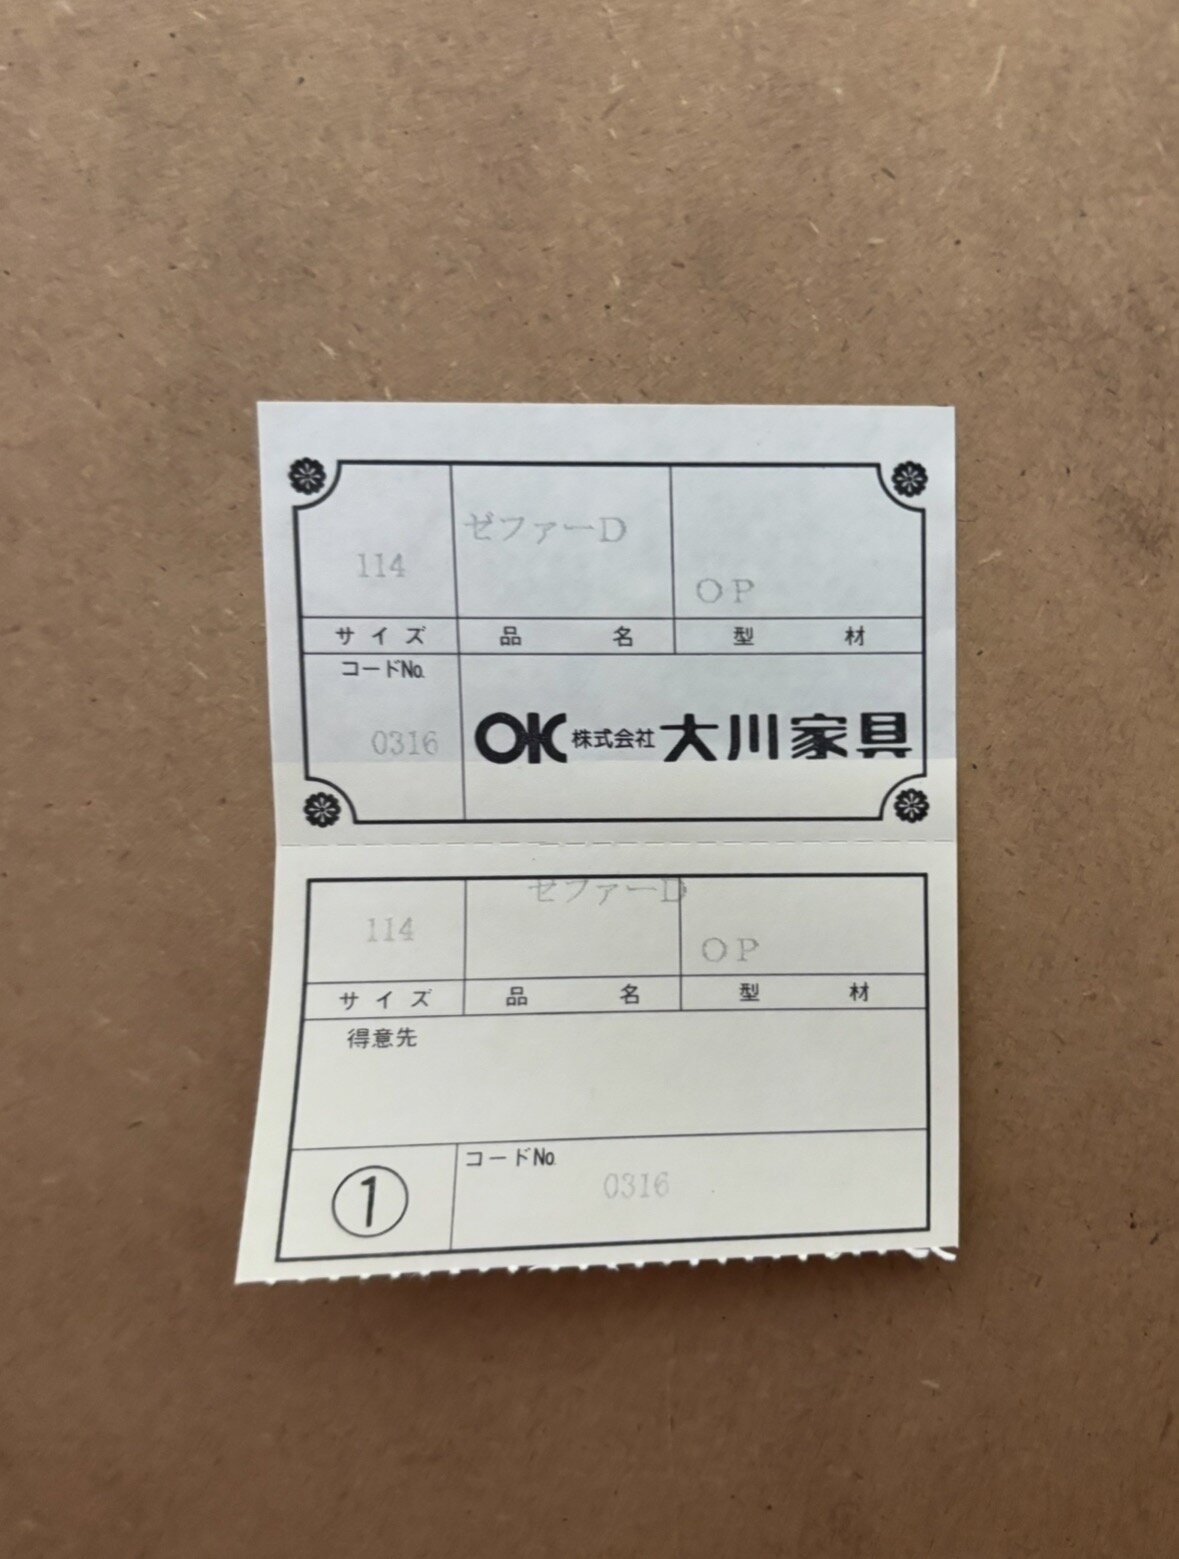 114 ゼファーD OP
サイズ 品名 型材
コードNo.
0316 OK 株式会社 大川家具
114 ゼファーD OP
サイズ 品名 型材
得意先
① コードNo.
0316